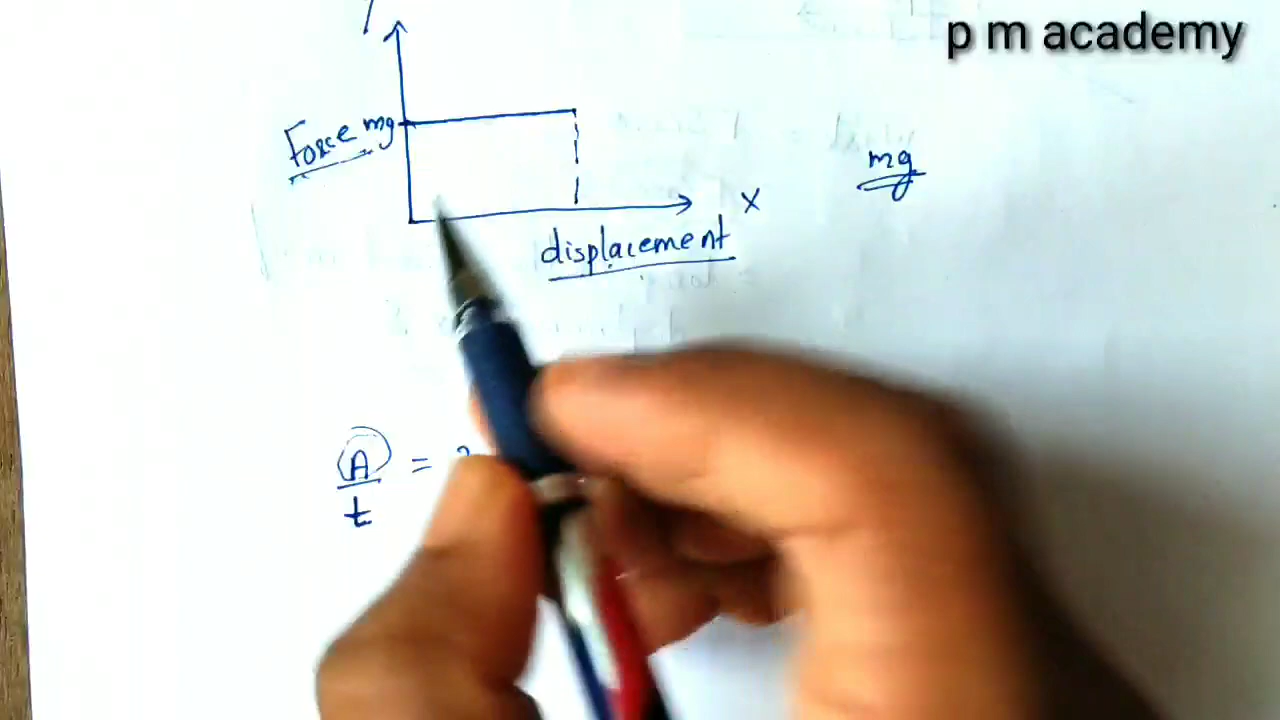 p m academy
Force mg
mg
x
displacement
A
=
t